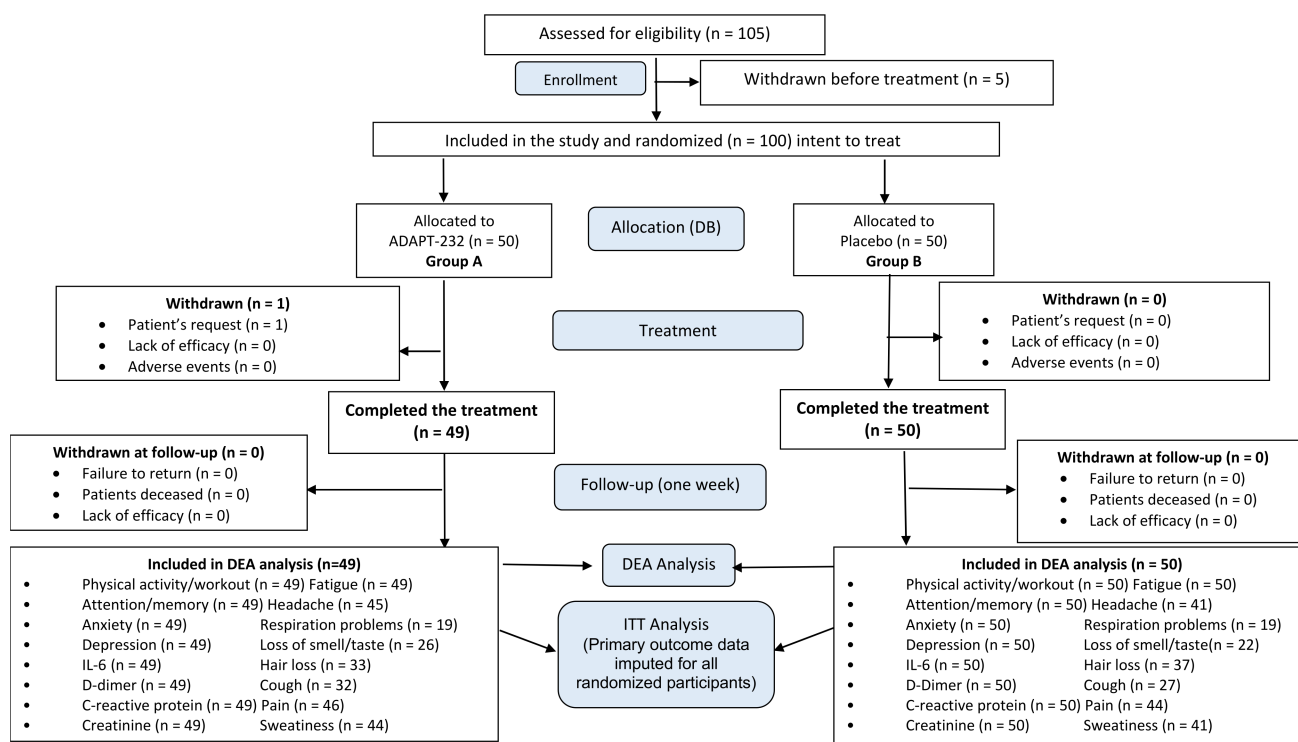 Assessed for eligibility (n = 105)
Enrollment
Withdrawn before treatment (n = 5)
Included in the study and randomized (n = 100) intent to treat
Allocated to
ADAPT-232 (n = 50)
Group A
Allocation (DB)
Allocated to
Placebo (n = 50)
Group B
Withdrawn (n = 1)
• Patient’s request (n = 1)
• Lack of efficacy (n = 0)
• Adverse events (n = 0)
Treatment
Withdrawn (n = 0)
• Patient’s request (n = 0)
• Lack of efficacy (n = 0)
• Adverse events (n = 0)
Completed the treatment
(n = 49)
Completed the treatment
(n = 50)
Withdrawn at follow-up (n = 0)
• Failure to return (n = 0)
• Patients deceased (n = 0)
• Lack of efficacy (n = 0)
Follow-up (one week)
Withdrawn at follow-up (n = 0)
• Failure to return (n = 0)
• Patients deceased (n = 0)
• Lack of efficacy (n = 0)
Included in DEA analysis (n=49)
• Physical activity/workout (n = 49) Fatigue (n = 49)
• Attention/memory (n = 49) Headache (n = 45)
• Anxiety (n = 49) Respiration problems (n = 19)
• Depression (n = 49) Loss of smell/taste (n = 26)
• IL-6 (n = 49) Hair loss (n = 33)
• D-dimer (n = 49) Cough (n = 32)
• C-reactive protein (n = 49) Pain (n = 46)
• Creatinine (n = 49) Sweatiness (n = 44)
DEA Analysis
ITT Analysis
(Primary outcome data
imputed for all
randomized participants)
Included in DEA analysis (n = 50)
• Physical activity/workout (n = 50) Fatigue (n = 50)
• Attention/memory (n = 50) Headache (n = 41)
• Anxiety (n = 50) Respiration problems (n = 19)
• Depression (n = 50) Loss of smell/taste(n = 22)
• IL-6 (n = 50) Hair loss (n = 37)
• D-Dimer (n = 50) Cough (n = 27)
• C-reactive protein (n = 50) Pain (n = 44)
• Creatinine (n = 50) Sweatiness (n = 41)